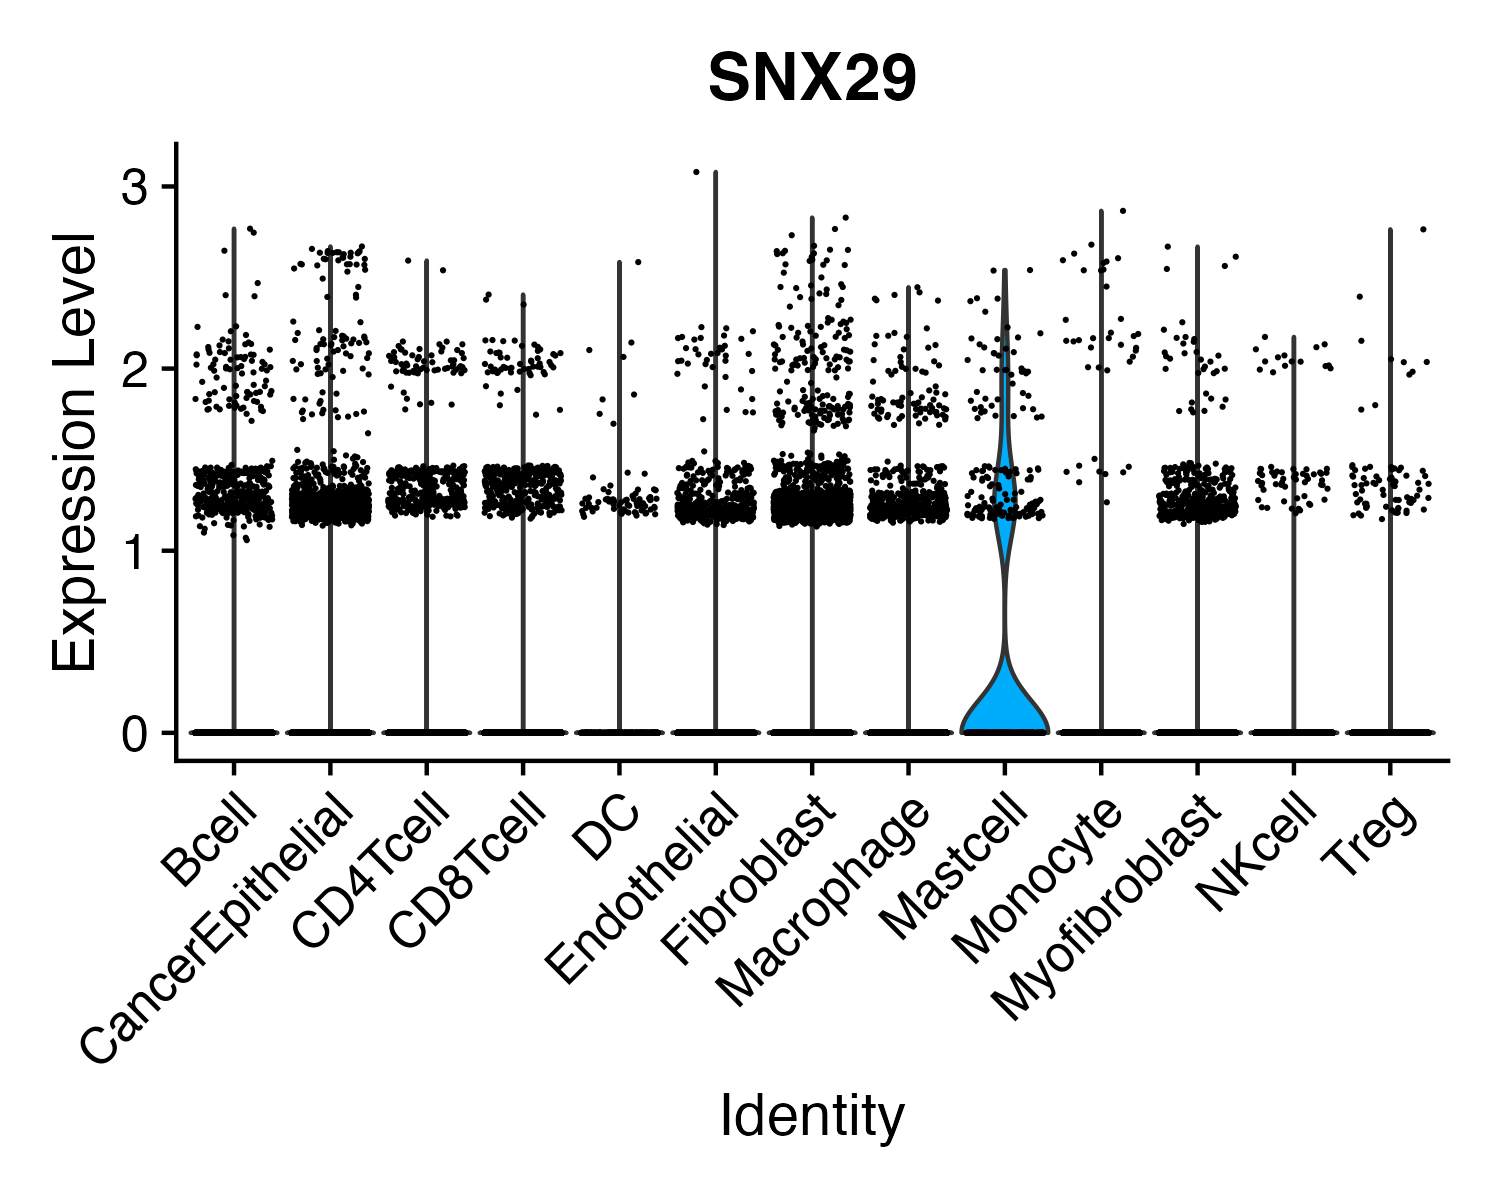 SNX29
Expression Level
3
2
1
0
Bcell
CancerEpithelial
CD4Tcell
CD8Tcell
DC
Endothelial
Fibroblast
Macrophage
Mastcell
Monocyte
Myofibroblast
NKcell
Treg
Identity